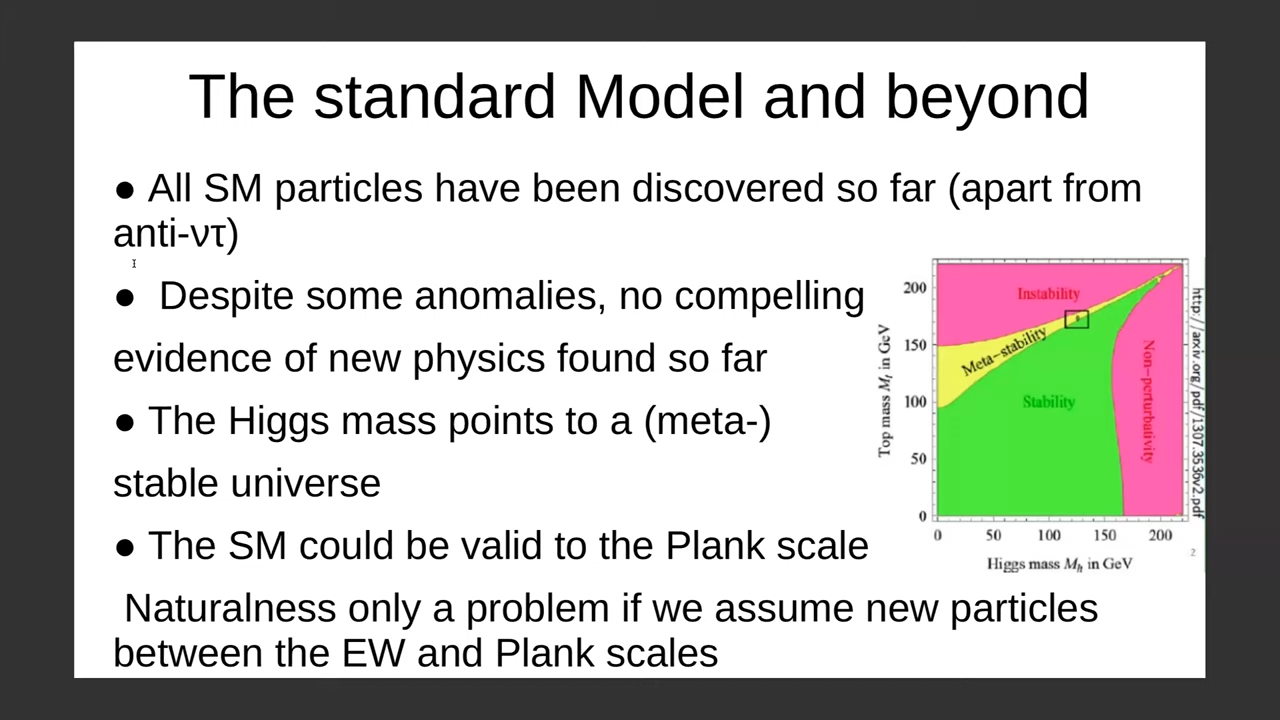 The standard Model and beyond
● All SM particles have been discovered so far (apart from
anti-ντ)
● Despite some anomalies, no compelling
evidence of new physics found so far
● The Higgs mass points to a (meta-)
stable universe
● The SM could be valid to the Plank scale
Naturalness only a problem if we assume new particles
between the EW and Plank scales
200
150
100
50
0
Top mass Mt in GeV
Instability
Meta-stability
Stability
Non-perturbativity
0 50 100 150 200
Higgs mass Mh in GeV
http://arxiv.org/pdf/1307.3536v2.pdf
2